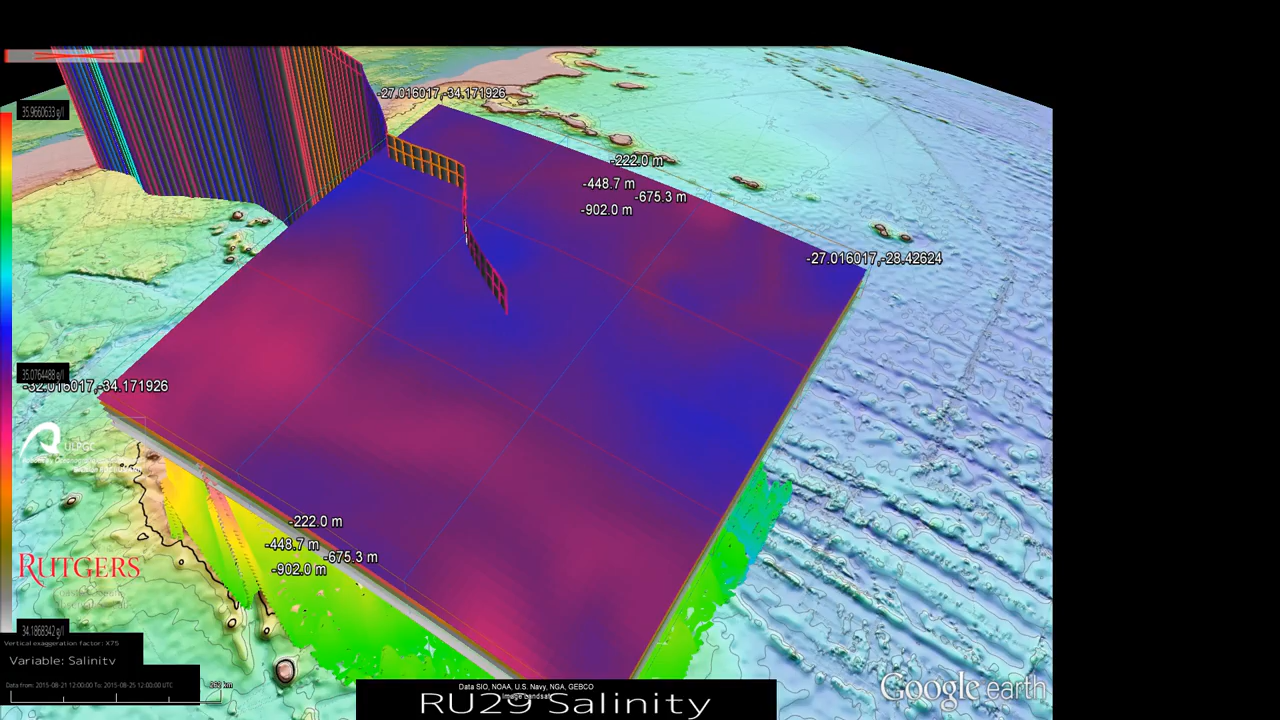 35.9660633 g/l
-27.016017,-34.171926
-222.0 m
-448.7 m
-675.3 m
-902.0 m
-27.016017,-28.42624
35.0764488 g/l
-32.016017,-34.171926
ULPGC
-222.0 m
-448.7 m
-675.3 m
-902.0 m
RUTGERS
34.1868342 g/l
Vertical exaggeration factor: X75
Variable: Salinity
Data from: 2015-08-21 12:00:00 To: 2015-08-25 12:00:00 UTC
Data SIO, NOAA, U.S. Navy, NGA, GEBCO
Image Landsat
RU29 Salinity
Google earth